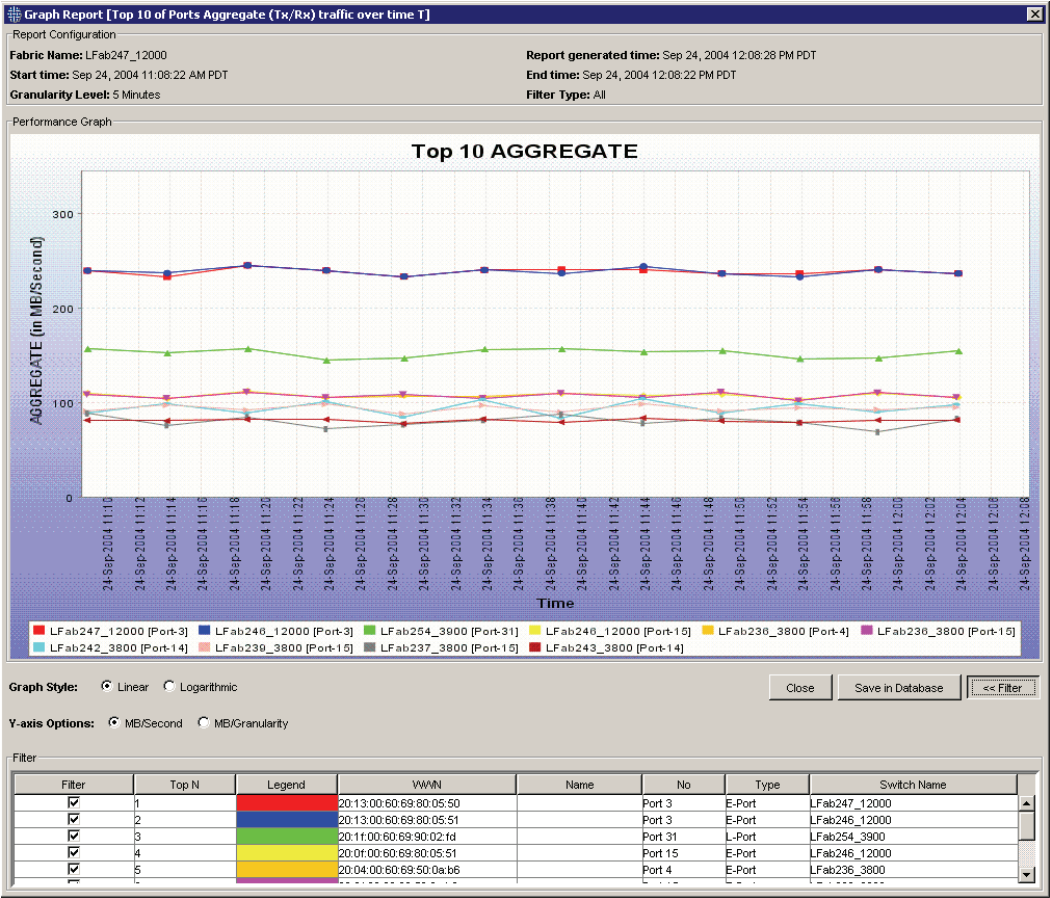 Graph Report [Top 10 of Ports Aggregate (Tx/Rx) traffic over time T]
Report Configuration
Fabric Name: LFab247_12000 Report generated time: Sep 24, 2004 12:08:28 PM PDT
Start time: Sep 24, 2004 11:08:22 AM PDT End time: Sep 24, 2004 12:08:22 PM PDT
Granularity Level: 5 Minutes Filter Type: All
Performance Graph
Top 10 AGGREGATE
AGGREGATE (in MB/Second)
300
200
100
0
24-Sep-2004 11:10
24-Sep-2004 11:12
24-Sep-2004 11:14
24-Sep-2004 11:16
24-Sep-2004 11:18
24-Sep-2004 11:20
24-Sep-2004 11:22
24-Sep-2004 11:24
24-Sep-2004 11:26
24-Sep-2004 11:28
24-Sep-2004 11:30
24-Sep-2004 11:32
24-Sep-2004 11:34
24-Sep-2004 11:36
24-Sep-2004 11:38
24-Sep-2004 11:40
24-Sep-2004 11:42
24-Sep-2004 11:44
24-Sep-2004 11:46
24-Sep-2004 11:48
24-Sep-2004 11:50
24-Sep-2004 11:52
24-Sep-2004 11:54
24-Sep-2004 11:56
24-Sep-2004 11:58
24-Sep-2004 12:00
24-Sep-2004 12:02
24-Sep-2004 12:04
24-Sep-2004 12:06
24-Sep-2004 12:08
Time
LFab247_12000 [Port-3] LFab246_12000 [Port-3] LFab254_3900 [Port-31] LFab246_12000 [Port-15] LFab236_3800 [Port-4] LFab236_3800 [Port-15]
LFab242_3800 [Port-14] LFab239_3800 [Port-15] LFab237_3800 [Port-15] LFab243_3800 [Port-14]
Graph Style: Linear Logarithmic Close Save in Database << Filter
Y-axis Options: MB/Second MB/Granularity
Filter
Filter Top N Legend WWN Name No Type Switch Name
1 20:13:00:60:69:80:05:50 Port 3 E-Port LFab247_12000
2 20:13:00:60:69:80:05:51 Port 3 E-Port LFab246_12000
3 20:1f:00:60:69:90:02:fd Port 31 L-Port LFab254_3900
4 20:0f:00:60:69:80:05:51 Port 15 E-Port LFab246_12000
5 20:04:00:60:69:50:0a:b6 Port 4 E-Port LFab236_3800